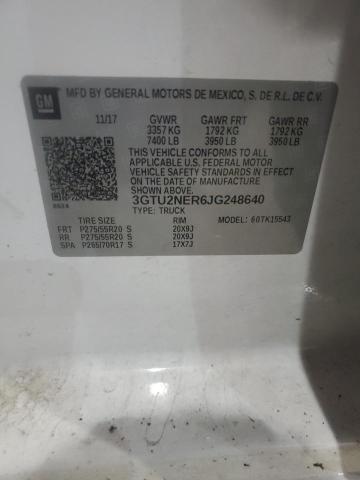 GM
MFD BY GENERAL MOTORS DE MEXICO, S. DE R.L. DE C.V.
11/17 GVWR GAWR FRT GAWR RR
3357 KG 1792 KG 1792 KG
7400 LB 3950 LB 3950 LB
THIS VEHICLE CONFORMS TO ALL
APPLICABLE U.S. FEDERAL MOTOR
VEHICLE SAFETY STANDARDS IN
EFFECT ON THE DATE OF
MANUFACTURE SHOWN ABOVE.
3GTU2NER6JG248640
TYPE: TRUCK
TIRE SIZE RIM MODEL: 60TK15543
FRT P275/55R20 S 20X9J
RR P275/55R20 S 20X9J
SPA P265/70R17 S 17X7J